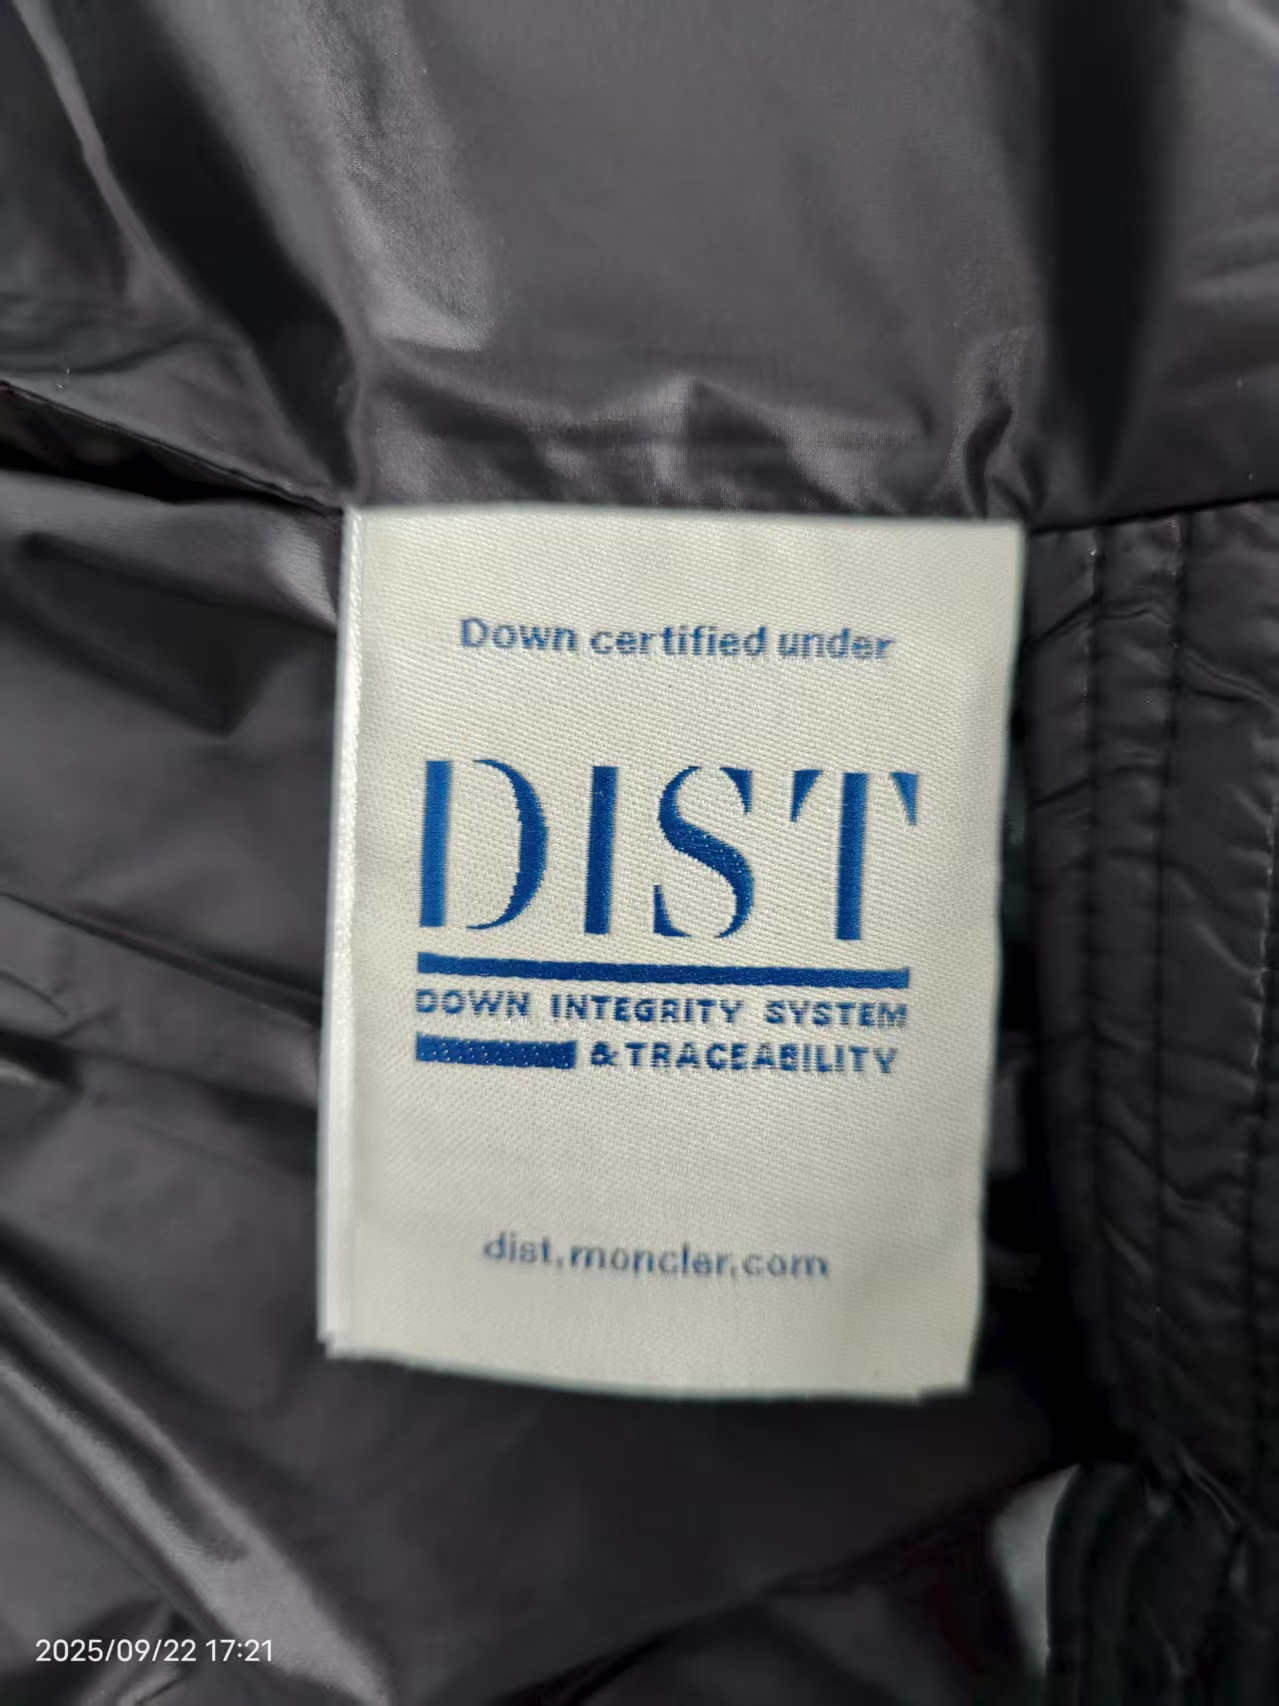 Down certified under
DIST
DOWN INTEGRITY SYSTEM
& TRACEABILITY
dist.moncler.com
2025/09/22 17:21